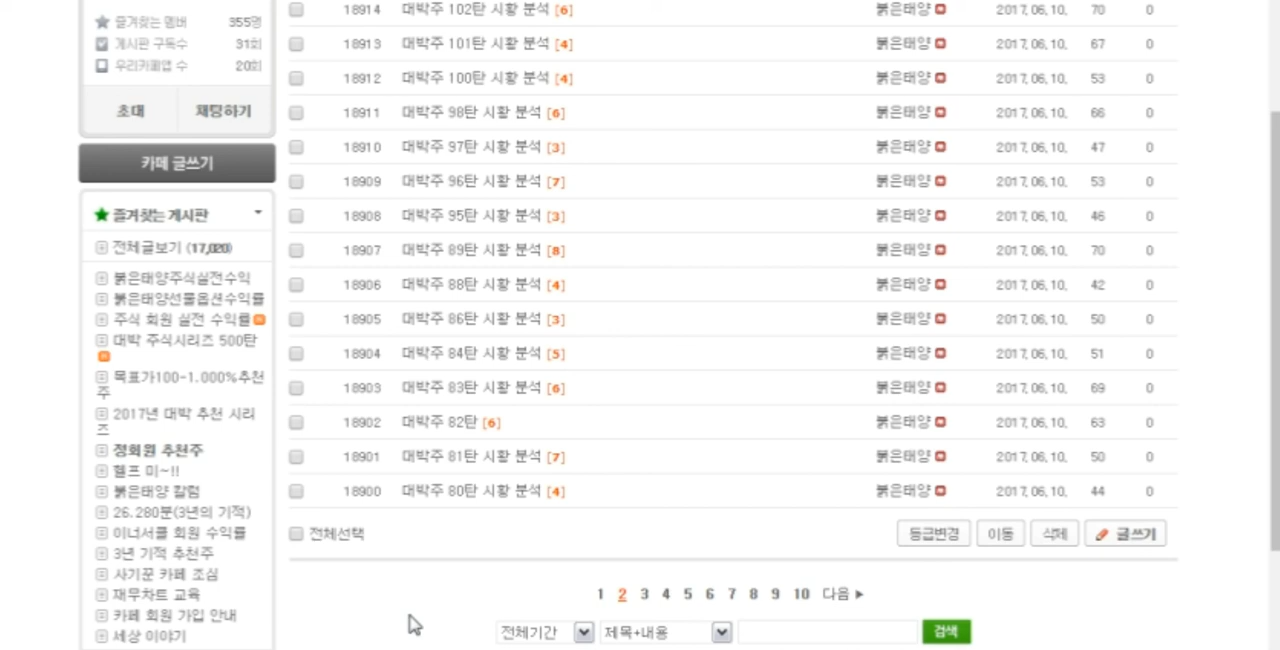 즐겨찾는 멤버 355명
게시판 구독수 31회
우리카페앱 수 20회
초대 채팅하기
카페 글쓰기
즐겨찾는 게시판
전체글보기 (17,020)
붉은태양주식실전수익
붉은태양선물옵션수익률
주식 회원 실전 수익률
대박 주식시리즈 500탄
목표가100-1.000%추천
주
2017년 대박 추천 시리
즈
정회원 추천주
헬프 미~!!
붉은태양 칼럼
26.280분(3년의 기적)
이너서클 회원 수익률
3년 기적 추천주
사기꾼 카페 조심
재무차트 교육
카페 회원 가입 안내
세상 이야기
18914 대박주 102탄 시황 분석 [6] 붉은태양 2017.06.10. 70 0
18913 대박주 101탄 시황 분석 [4] 붉은태양 2017.06.10. 67 0
18912 대박주 100탄 시황 분석 [4] 붉은태양 2017.06.10. 53 0
18911 대박주 98탄 시황 분석 [6] 붉은태양 2017.06.10. 66 0
18910 대박주 97탄 시황 분석 [3] 붉은태양 2017.06.10. 47 0
18909 대박주 96탄 시황 분석 [7] 붉은태양 2017.06.10. 53 0
18908 대박주 95탄 시황 분석 [3] 붉은태양 2017.06.10. 46 0
18907 대박주 89탄 시황 분석 [8] 붉은태양 2017.06.10. 70 0
18906 대박주 88탄 시황 분석 [4] 붉은태양 2017.06.10. 42 0
18905 대박주 86탄 시황 분석 [3] 붉은태양 2017.06.10. 50 0
18904 대박주 84탄 시황 분석 [5] 붉은태양 2017.06.10. 51 0
18903 대박주 83탄 시황 분석 [6] 붉은태양 2017.06.10. 69 0
18902 대박주 82탄 [6] 붉은태양 2017.06.10. 63 0
18901 대박주 81탄 시황 분석 [7] 붉은태양 2017.06.10. 50 0
18900 대박주 80탄 시황 분석 [4] 붉은태양 2017.06.10. 44 0
전체선택 등급변경 이동 삭제 글쓰기
1 2 3 4 5 6 7 8 9 10 다음
전체기간 제목+내용 검색